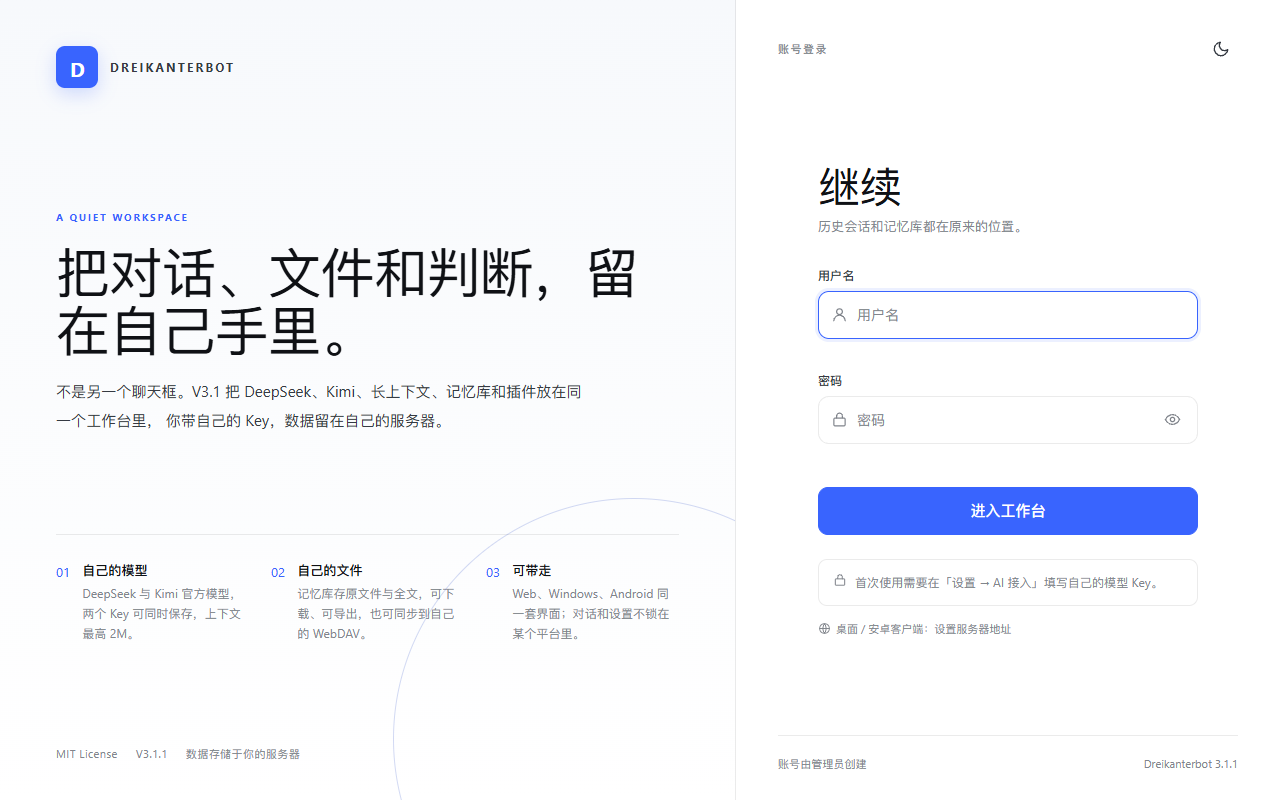 D
DREIKANTERBOT
A QUIET WORKSPACE
把对话、文件和判断，留
在自己手里。
不是另一个聊天框。V3.1 把 DeepSeek、Kimi、长上下文、记忆库和插件放在同
一个工作台里， 你带自己的 Key，数据留在自己的服务器。
01 自己的模型
DeepSeek 与 Kimi 官方模型，
两个 Key 可同时保存，上下文
最高 2M。
02 自己的文件
记忆库存原文件与全文，可下
载、可导出，也可同步到自己
的 WebDAV。
03 可带走
Web、Windows、Android 同
一套界面；对话和设置不锁在
某个平台里。
MIT License V3.1.1 数据存储于你的服务器
账号登录
继续
历史会话和记忆库都在原来的位置。
用户名
用户名
密码
密码
进入工作台
首次使用需要在「设置 → AI 接入」填写自己的模型 Key。
桌面 / 安卓客户端：设置服务器地址
账号由管理员创建
Dreikanterbot 3.1.1